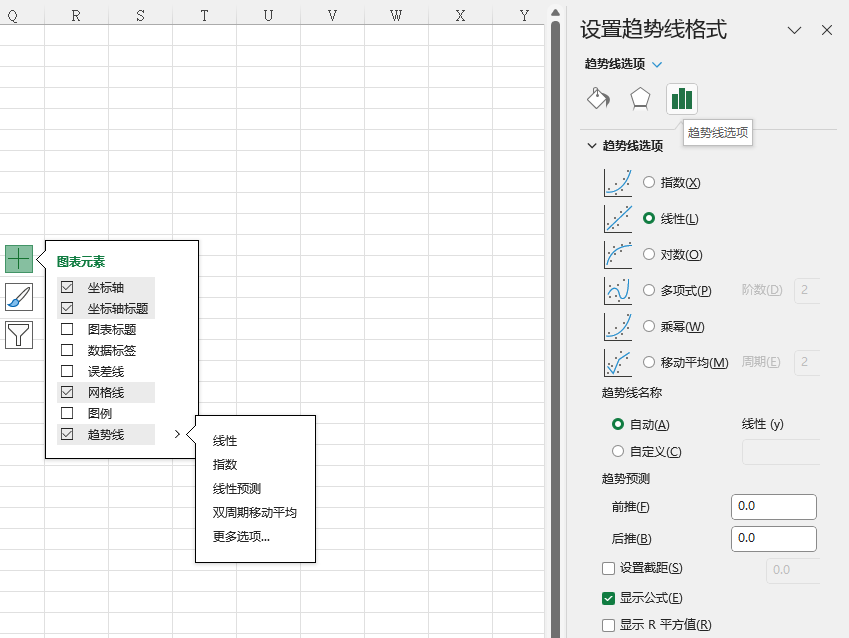 Q R S T U V W X Y
图表元素
坐标轴
坐标轴标题
图表标题
数据标签
误差线
网格线
图例
趋势线
线性
指数
线性预测
双周期移动平均
更多选项...
设置趋势线格式
趋势线选项
趋势线选项
趋势线选项
指数(X)
线性(L)
对数(O)
多项式(P) 阶数(D) 2
乘幂(W)
移动平均(M) 周期(E) 2
趋势线名称
自动(A) 线性 (y)
自定义(C)
趋势预测
前推(F) 0.0
后推(B) 0.0
设置截距(S) 0.0
显示公式(E)
显示 R 平方值(R)